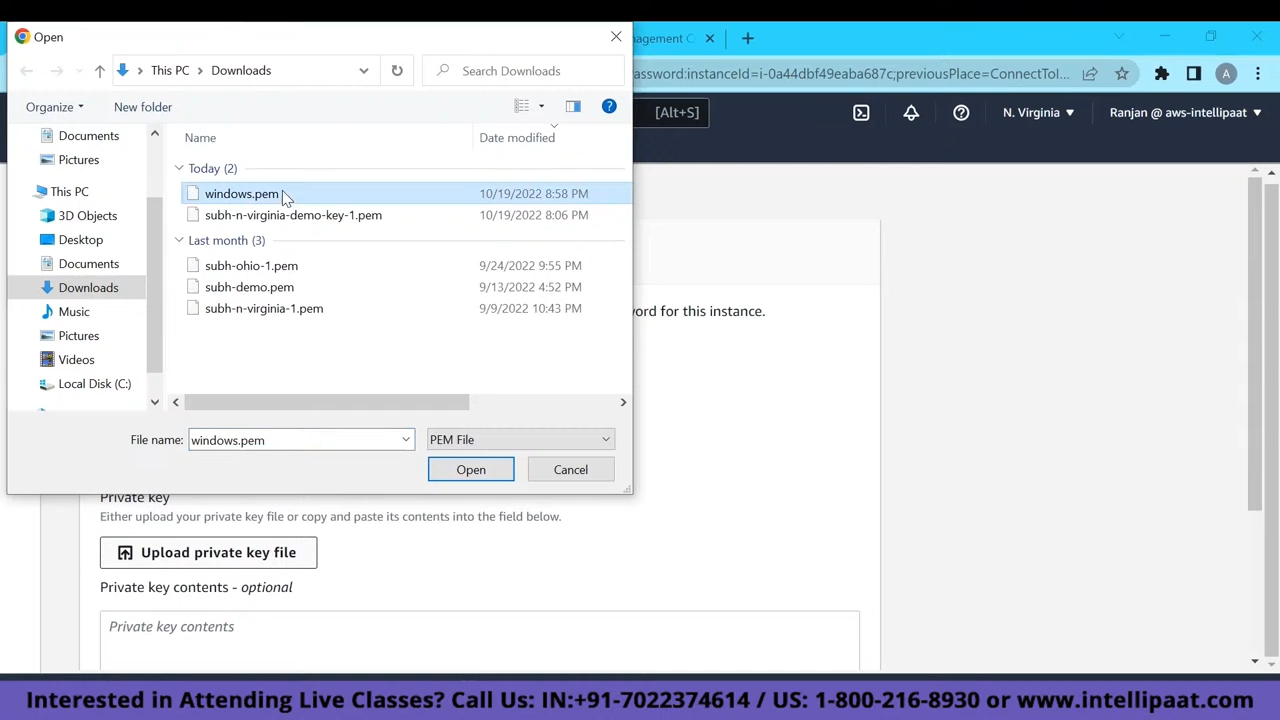 Open
This PC
Downloads
Search Downloads
Organize
New folder
Documents
Pictures
This PC
3D Objects
Desktop
Documents
Downloads
Music
Pictures
Videos
Local Disk (C:)
Name
Date modified
Today (2)
windows.pem 10/19/2022 8:58 PM
subh-n-virginia-demo-key-1.pem 10/19/2022 8:06 PM
Last month (3)
subh-ohio-1.pem 9/24/2022 9:55 PM
subh-demo.pem 9/13/2022 4:52 PM
subh-n-virginia-1.pem 9/9/2022 10:43 PM
File name: windows.pem PEM File
Open Cancel
nagement C
assword:instanceId=i-0a44dbf49eaba687c;previousPlace=ConnectToI...
A
[Alt+S]
N. Virginia
Ranjan @ aws-intellipaat
word for this instance.
Private key
Either upload your private key file or copy and paste its contents into the field below.
Upload private key file
Private key contents - optional
Private key contents
Interested in Attending Live Classes? Call Us: IN:+91-7022374614 / US: 1-800-216-8930 or www.intellipaat.com